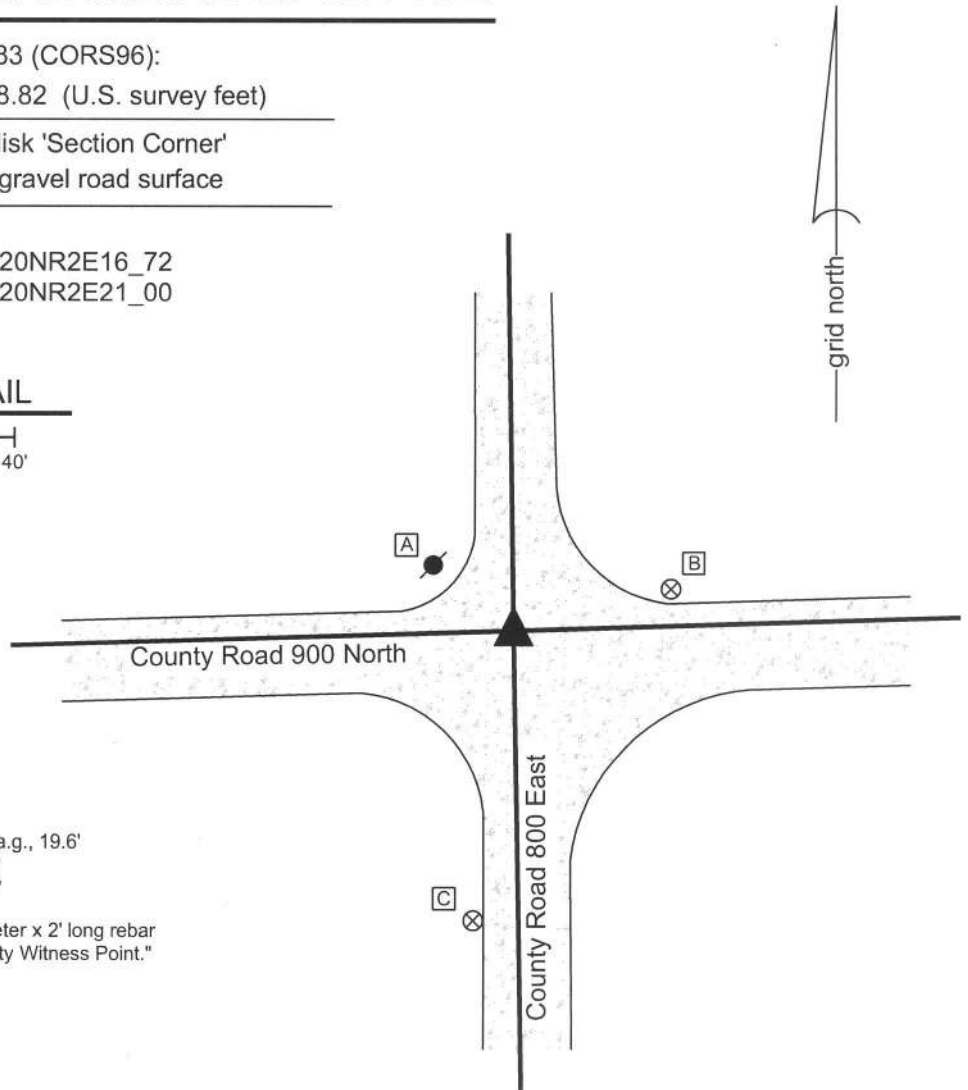 83 (CORS96):
8.82 (U.S. survey feet)
disk 'Section Corner'
gravel road surface
20NR2E16_72
20NR2E21_00
AIL
40'
grid north
A
B
County Road 900 North
County Road 800 East
a.g., 19.6'
C
eter x 2' long rebar
ty Witness Point."